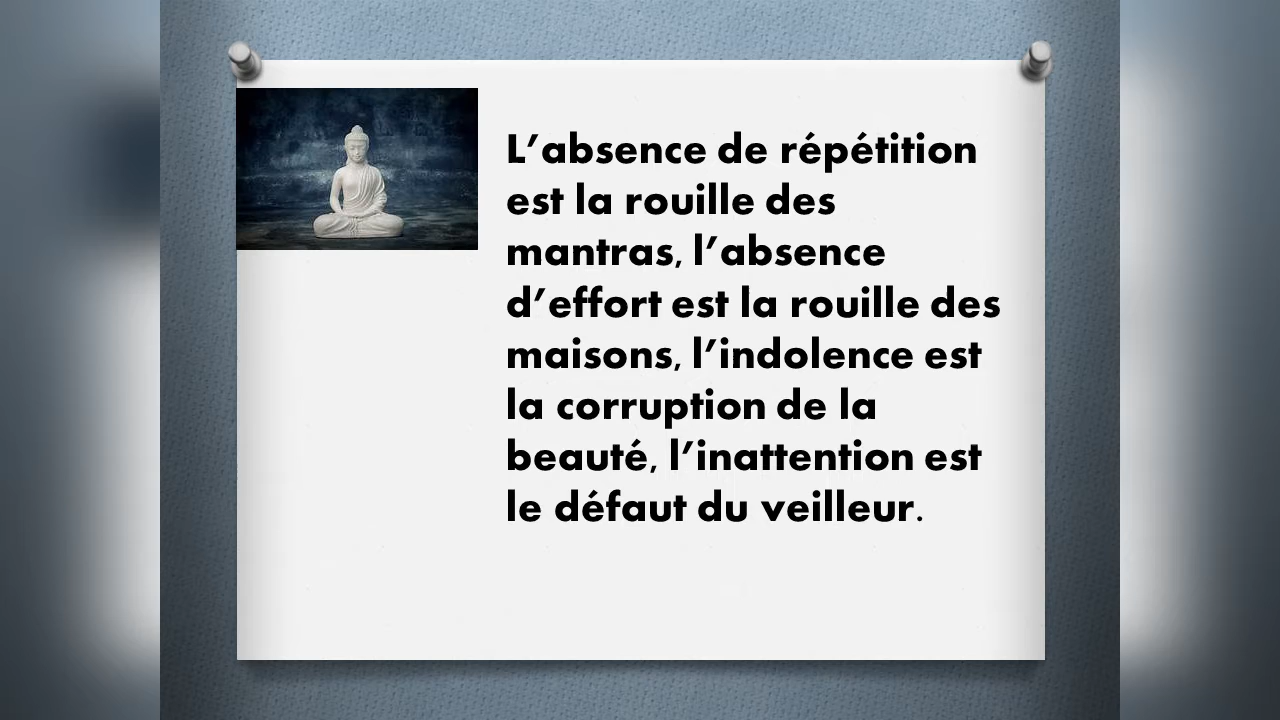 L’absence de répétition
est la rouille des
mantras, l’absence
d’effort est la rouille des
maisons, l’indolence est
la corruption de la
beauté, l’inattention est
le défaut du veilleur.